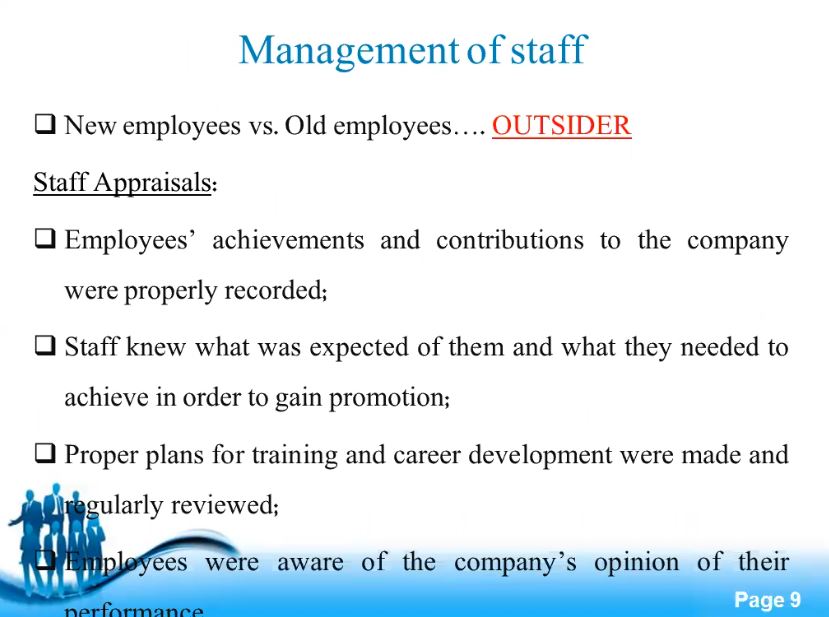 Management of staff
❑ New employees vs. Old employees…. OUTSIDER
Staff Appraisals:
❑ Employees’ achievements and contributions to the company
were properly recorded;
❑ Staff knew what was expected of them and what they needed to
achieve in order to gain promotion;
❑ Proper plans for training and career development were made and
regularly reviewed;
❑ Employees were aware of the company’s opinion of their
performance
Page 9